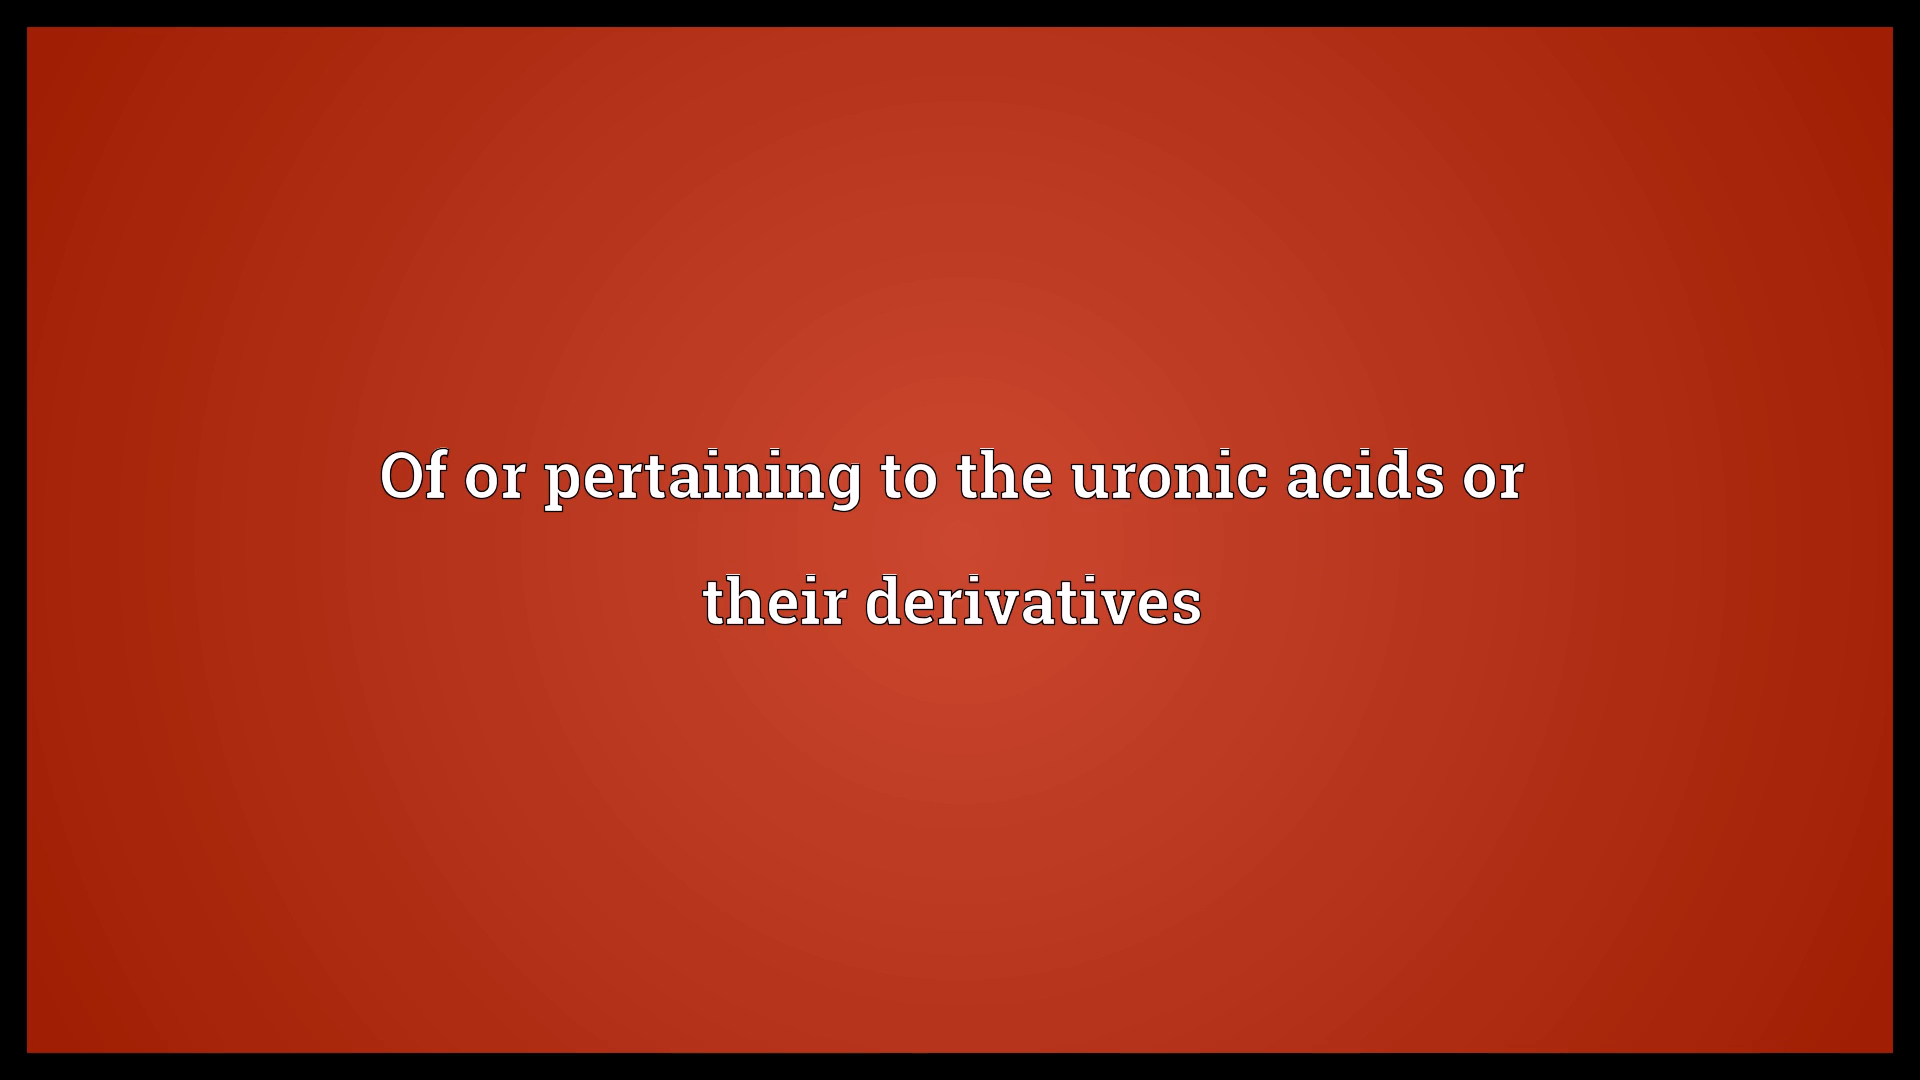 Of or pertaining to the uronic acids or
their derivatives